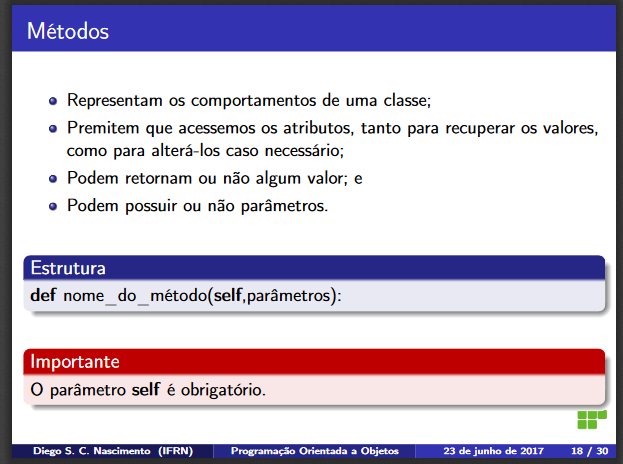 Métodos
Representam os comportamentos de uma classe;
Premitem que acessemos os atributos, tanto para recuperar os valores,
como para alterá-los caso necessário;
Podem retornam ou não algum valor; e
Podem possuir ou não parâmetros.
Estrutura
def nome_do_método(self,parâmetros):
Importante
O parâmetro self é obrigatório.
Diego S. C. Nascimento (IFRN) Programação Orientada a Objetos 23 de junho de 2017 18 / 30